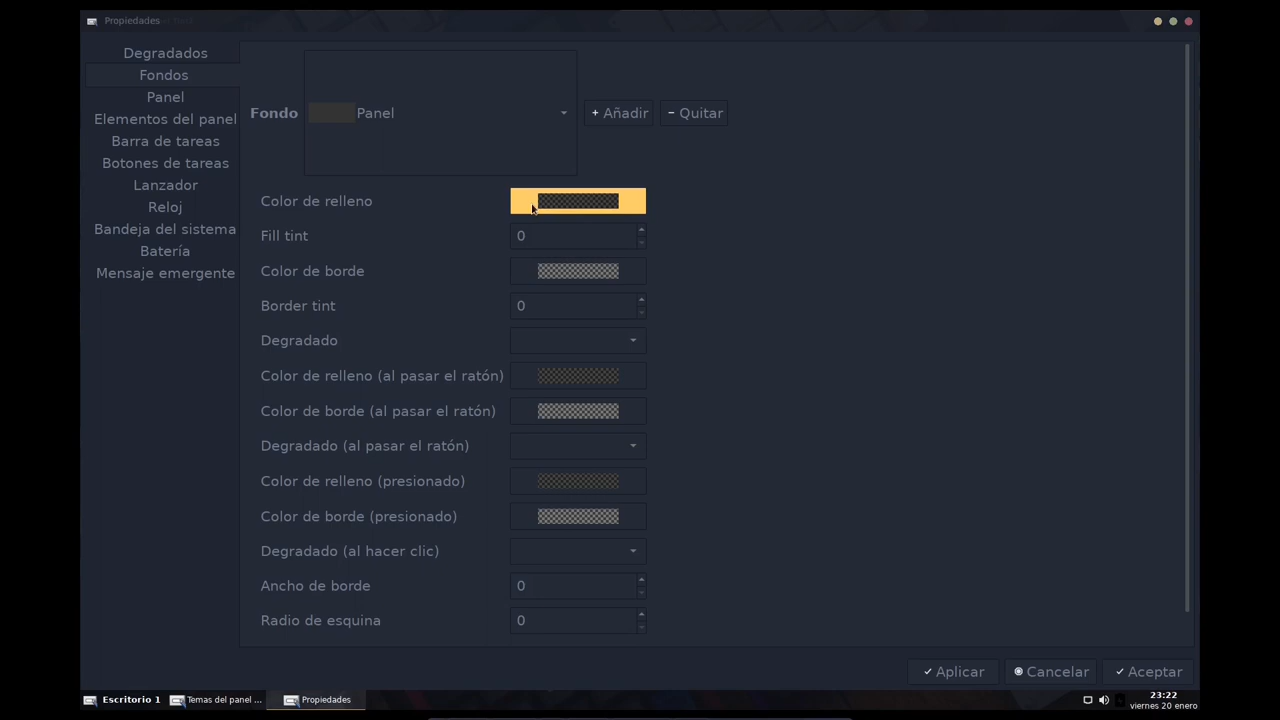 Propiedades
Degradados
Fondos
Panel
Elementos del panel
Barra de tareas
Botones de tareas
Lanzador
Reloj
Bandeja del sistema
Batería
Mensaje emergente
Fondo Panel + Añadir − Quitar
Color de relleno
Fill tint 0
Color de borde
Border tint 0
Degradado
Color de relleno (al pasar el ratón)
Color de borde (al pasar el ratón)
Degradado (al pasar el ratón)
Color de relleno (presionado)
Color de borde (presionado)
Degradado (al hacer clic)
Ancho de borde 0
Radio de esquina 0
Aplicar Cancelar Aceptar
Escritorio 1 Temas del panel ... Propiedades 23:22
viernes 20 enero